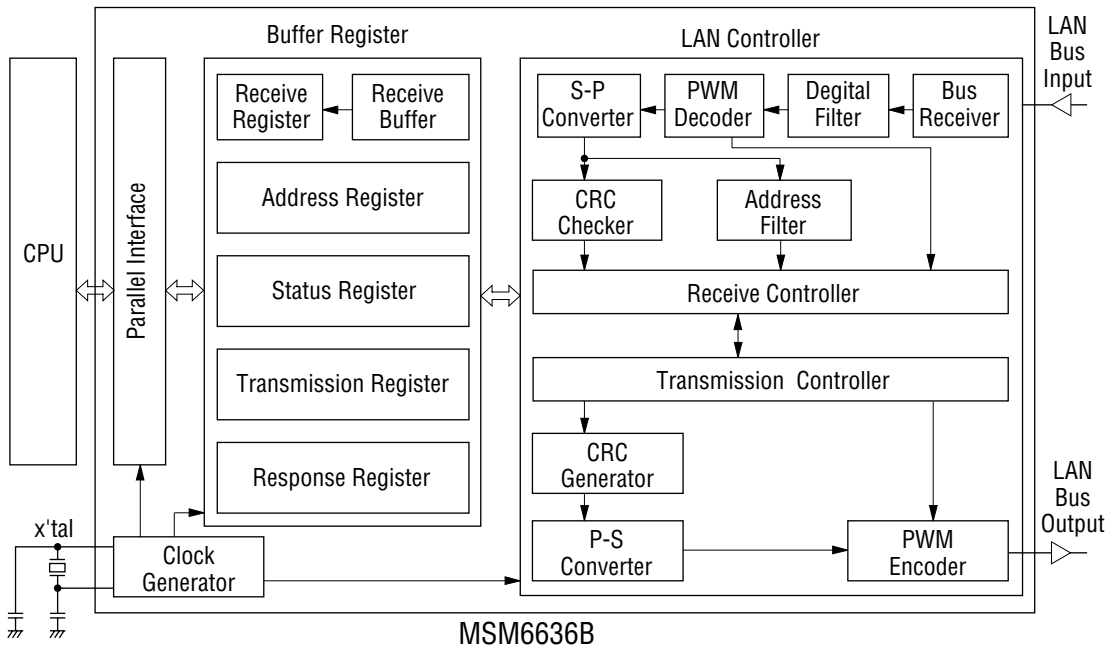 Buffer Register
LAN Controller
LAN
Bus
Input
CPU
Parallel Interface
Receive
Register
Receive
Buffer
Address Register
Status Register
Transmission Register
Response Register
S-P
Converter
PWM
Decoder
Degital
Filter
Bus
Receiver
CRC
Checker
Address
Filter
Receive Controller
Transmission Controller
CRC
Generator
P-S
Converter
PWM
Encoder
LAN
Bus
Output
x'tal
Clock
Generator
MSM6636B